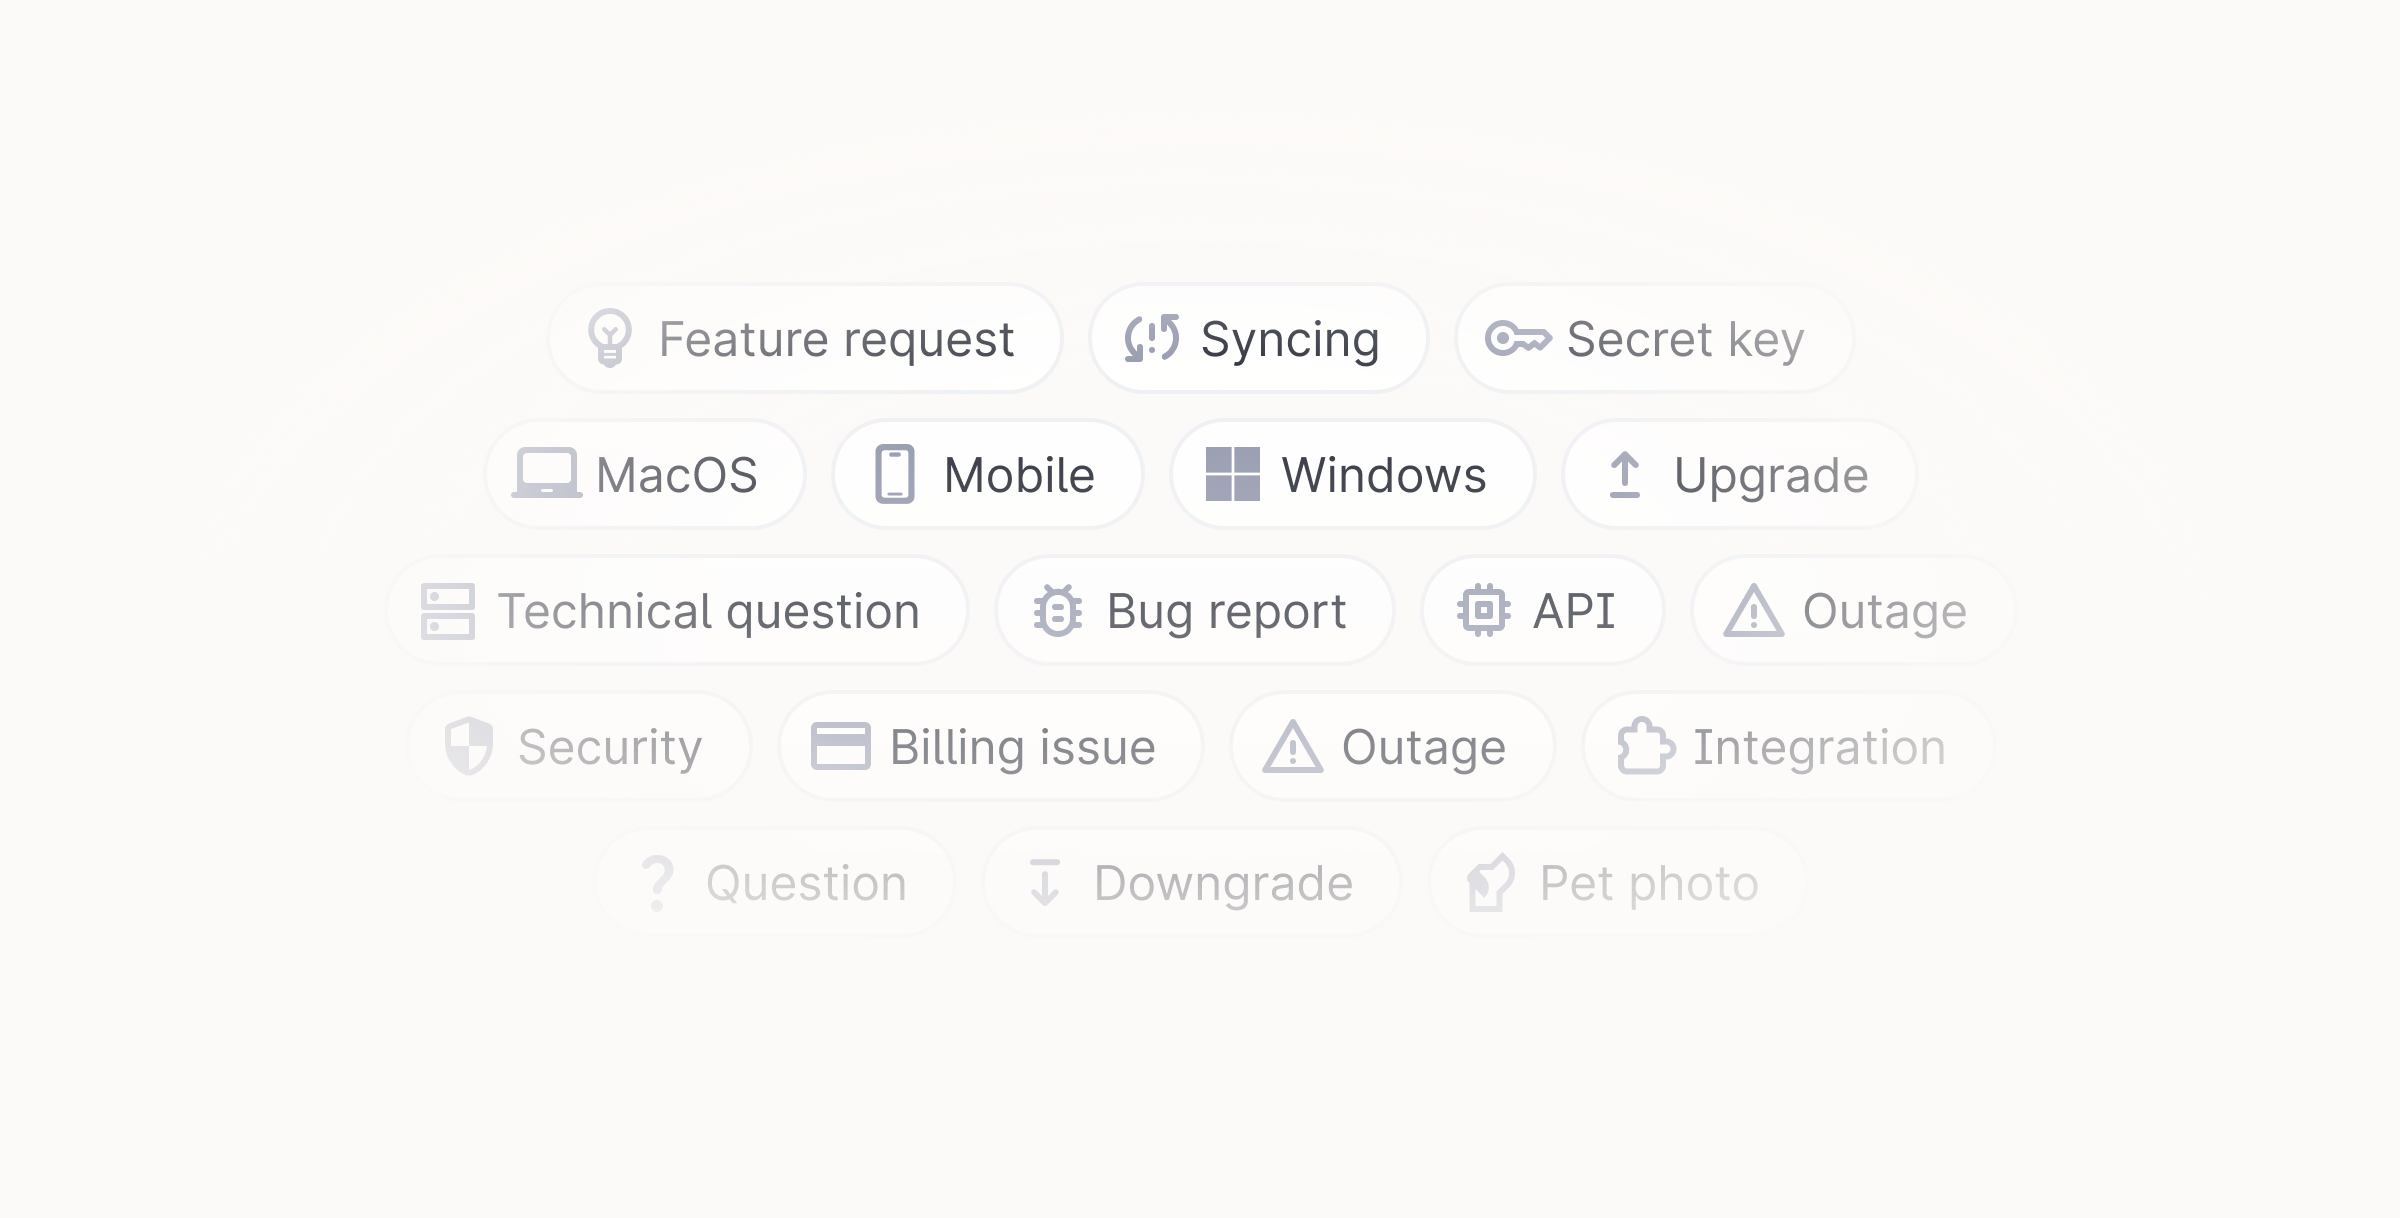 Feature request Syncing Secret key
MacOS Mobile Windows Upgrade
Technical question Bug report API Outage
Security Billing issue Outage Integration
Question Downgrade Pet photo